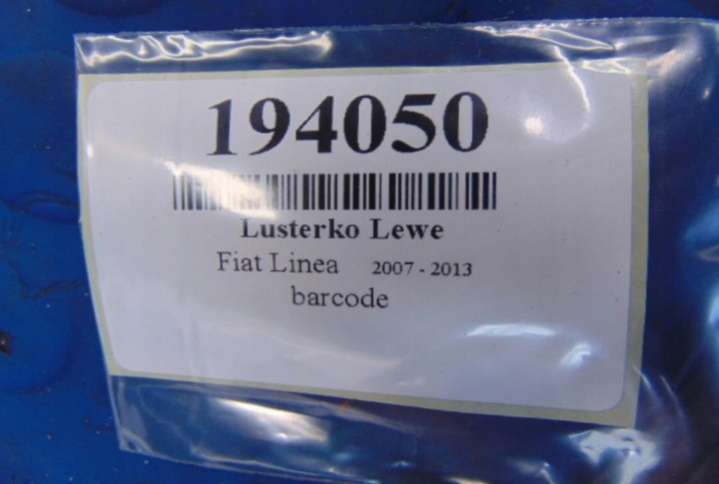 194050
Lusterko Lewe
Fiat Linea 2007 - 2013
barcode